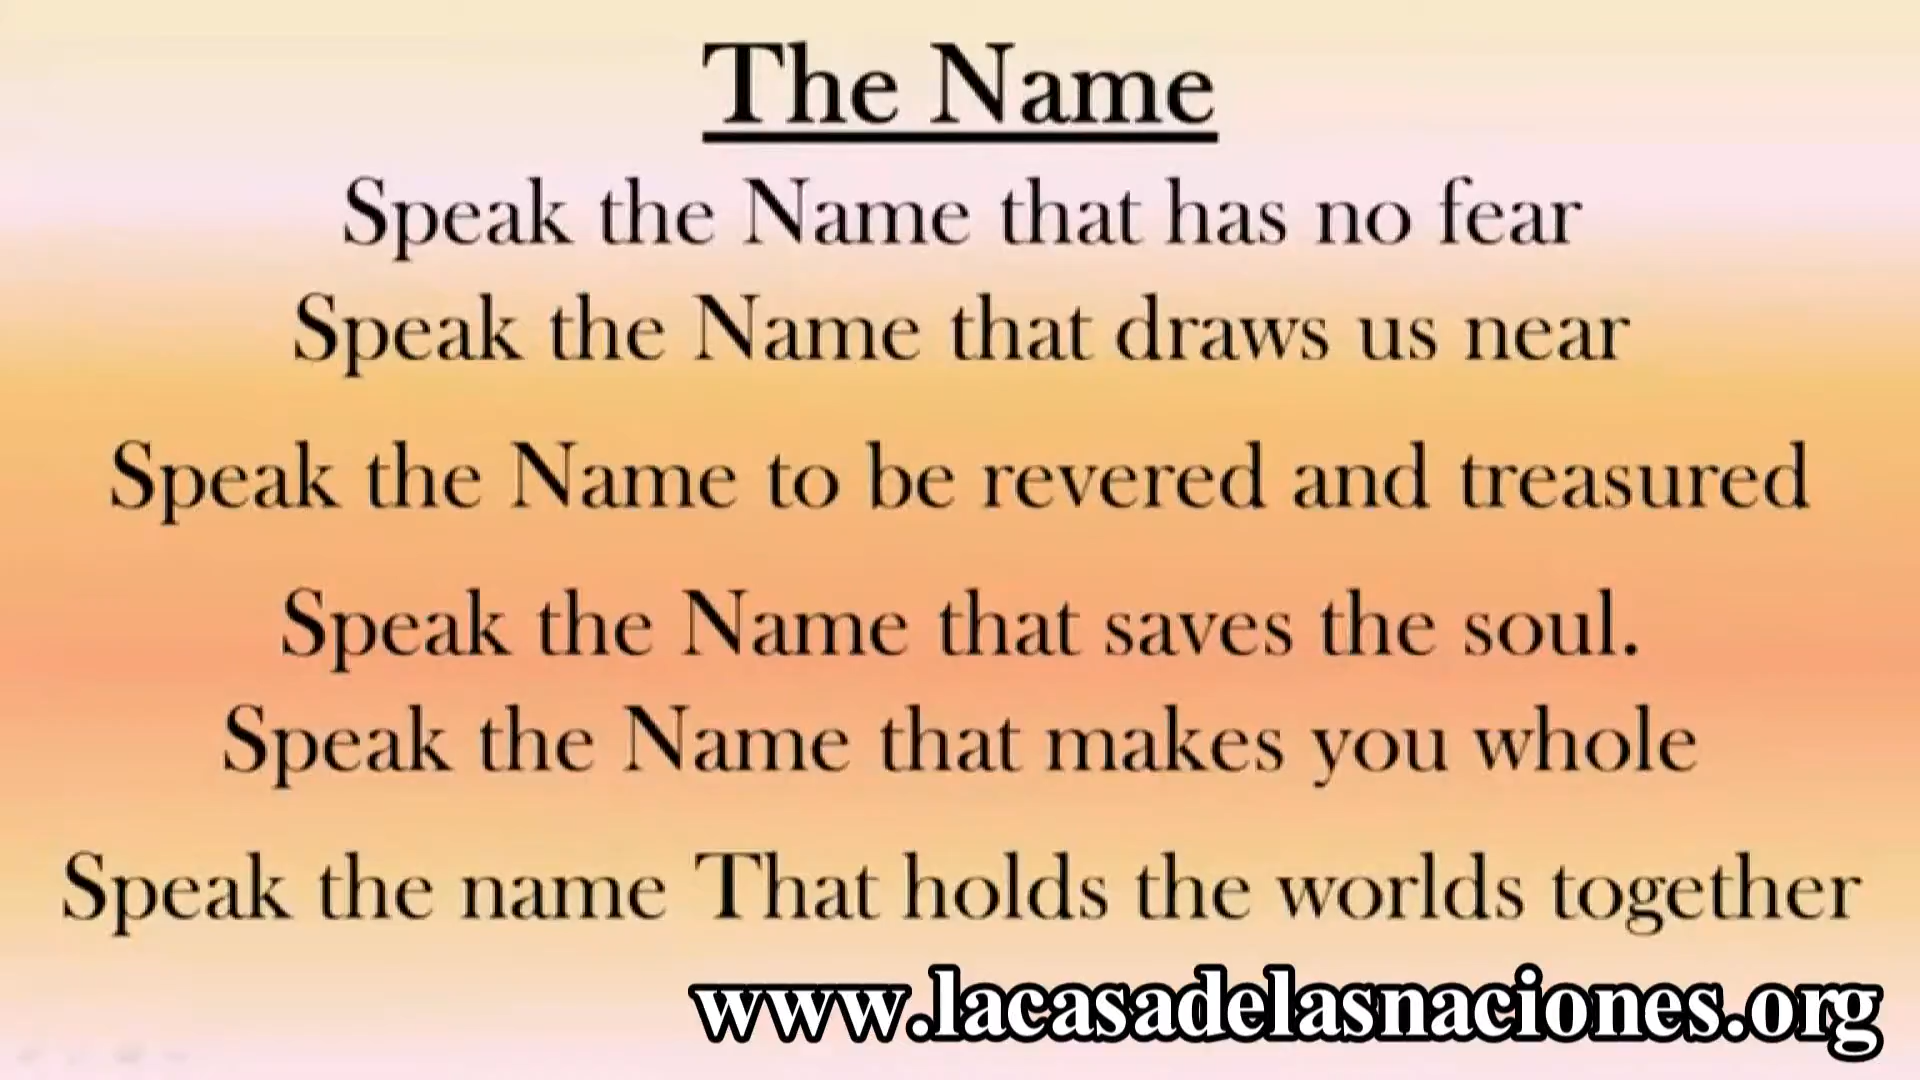 The Name
Speak the Name that has no fear
Speak the Name that draws us near
Speak the Name to be revered and treasured
Speak the Name that saves the soul.
Speak the Name that makes you whole
Speak the name That holds the worlds together
www.lacasadelasnaciones.org